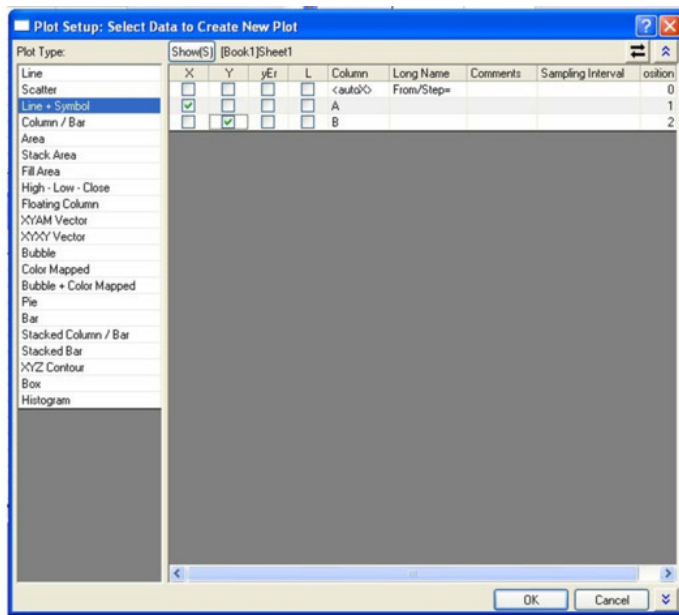 Plot Setup: Select Data to Create New Plot
Plot Type:
Show(S) [Book1]Sheet1
Line
Scatter
Line + Symbol
Column / Bar
Area
Stack Area
Fill Area
High - Low - Close
Floating Column
XYAM Vector
XYXY Vector
Bubble
Color Mapped
Bubble + Color Mapped
Pie
Bar
Stacked Column / Bar
Stacked Bar
XYZ Contour
Box
Histogram
X Y yEr L Column Long Name Comments Sampling Interval osition
<autoX> From/Step= 0
A 1
B 2
OK Cancel